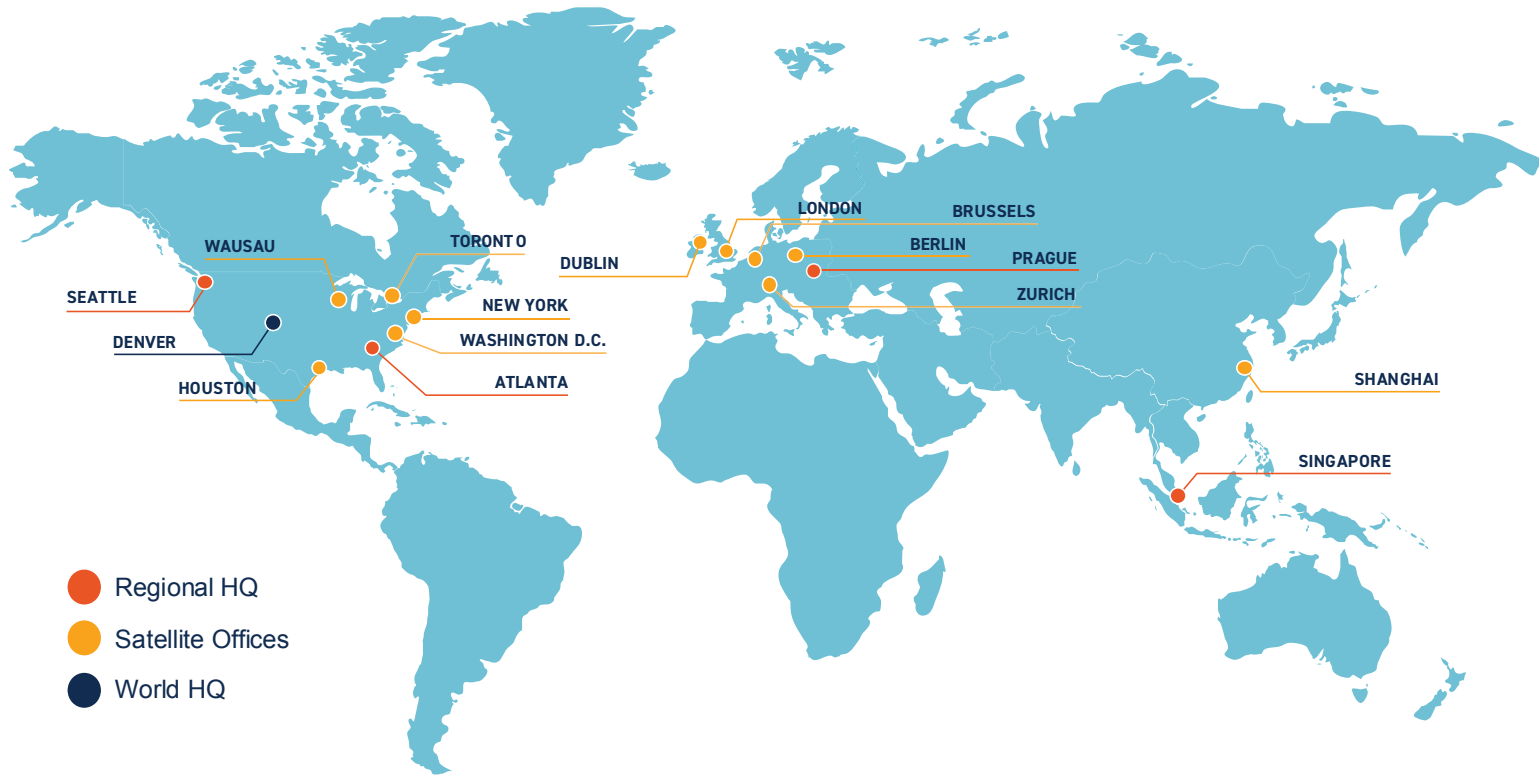 LONDON
BRUSSELS
WAUSAU
TORONTO
BERLIN
DUBLIN
PRAGUE
SEATTLE
ZURICH
NEW YORK
DENVER
WASHINGTON D.C.
HOUSTON
ATLANTA
SHANGHAI
SINGAPORE
Regional HQ
Satellite Offices
World HQ